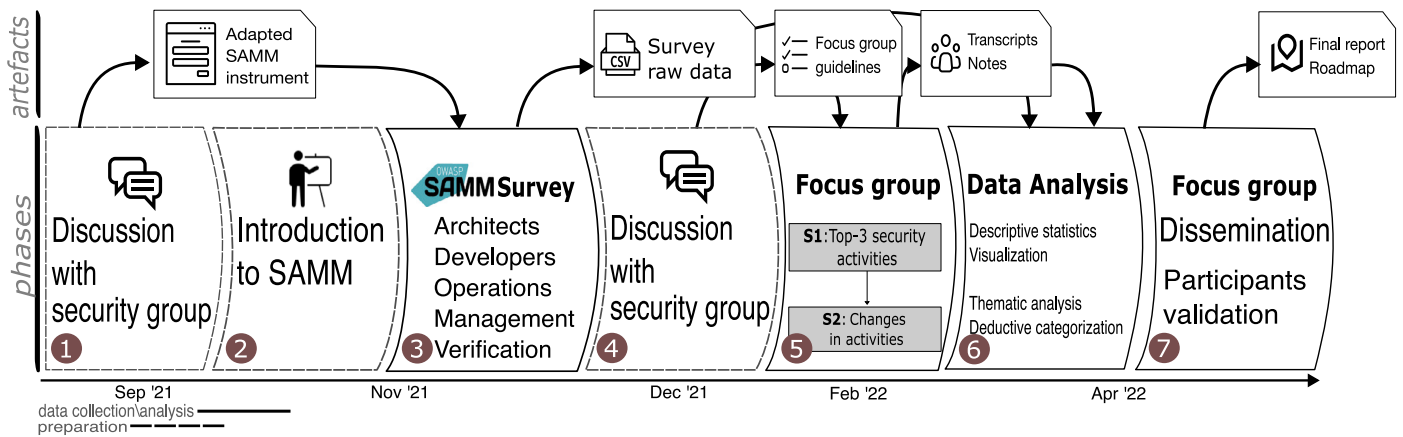 artefacts
Adapted
SAMM
instrument
CSV
Survey
raw data
Focus group
guidelines
Transcripts
Notes
Final report
Roadmap
phases
Discussion
with
security group
1
Introduction
to SAMM
2
OWASP
SAMM Survey
Architects
Developers
Operations
Management
Verification
3
Discussion
with
security group
4
Focus group
S1:Top-3 security
activities
S2: Changes
in activities
5
Data Analysis
Descriptive statistics
Visualization
Thematic analysis
Deductive categorization
6
Focus group
Dissemination
Participants
validation
7
Sep '21
Nov '21
Dec '21
Feb '22
Apr '22
data collection\analysis
preparation